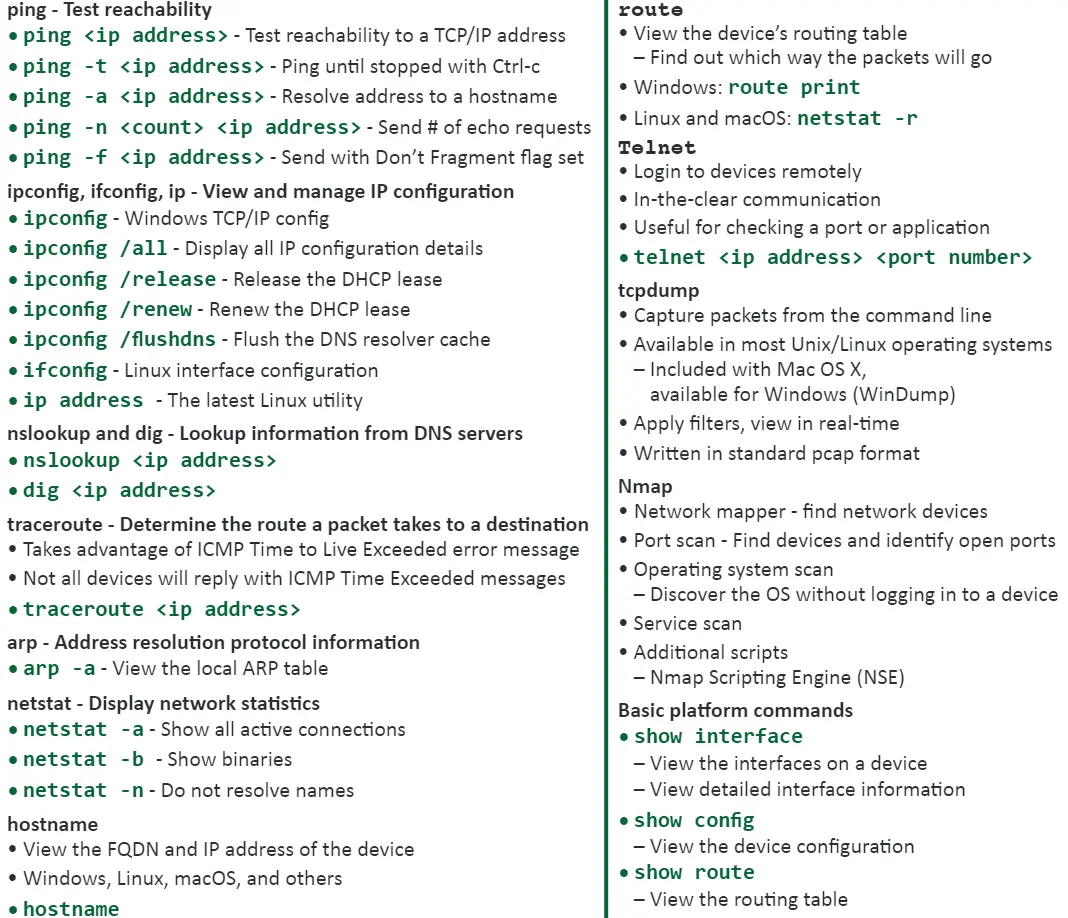 ping - Test reachability
• ping <ip address> - Test reachability to a TCP/IP address
• ping -t <ip address> - Ping until stopped with Ctrl-c
• ping -a <ip address> - Resolve address to a hostname
• ping -n <count> <ip address> - Send # of echo requests
• ping -f <ip address> - Send with Don’t Fragment flag set
ipconfig, ifconfig, ip - View and manage IP configuration
• ipconfig - Windows TCP/IP config
• ipconfig /all - Display all IP configuration details
• ipconfig /release - Release the DHCP lease
• ipconfig /renew - Renew the DHCP lease
• ipconfig /flushdns - Flush the DNS resolver cache
• ifconfig - Linux interface configuration
• ip address - The latest Linux utility
nslookup and dig - Lookup information from DNS servers
• nslookup <ip address>
• dig <ip address>
traceroute - Determine the route a packet takes to a destination
• Takes advantage of ICMP Time to Live Exceeded error message
• Not all devices will reply with ICMP Time Exceeded messages
• traceroute <ip address>
arp - Address resolution protocol information
• arp -a - View the local ARP table
netstat - Display network statistics
• netstat -a - Show all active connections
• netstat -b - Show binaries
• netstat -n - Do not resolve names
hostname
• View the FQDN and IP address of the device
• Windows, Linux, macOS, and others
• hostname
route
• View the device’s routing table
– Find out which way the packets will go
• Windows: route print
• Linux and macOS: netstat -r
Telnet
• Login to devices remotely
• In-the-clear communication
• Useful for checking a port or application
• telnet <ip address> <port number>
tcpdump
• Capture packets from the command line
• Available in most Unix/Linux operating systems
– Included with Mac OS X,
available for Windows (WinDump)
• Apply filters, view in real-time
• Written in standard pcap format
Nmap
• Network mapper - find network devices
• Port scan - Find devices and identify open ports
• Operating system scan
– Discover the OS without logging in to a device
• Service scan
• Additional scripts
– Nmap Scripting Engine (NSE)
Basic platform commands
• show interface
– View the interfaces on a device
– View detailed interface information
• show config
– View the device configuration
• show route
– View the routing table